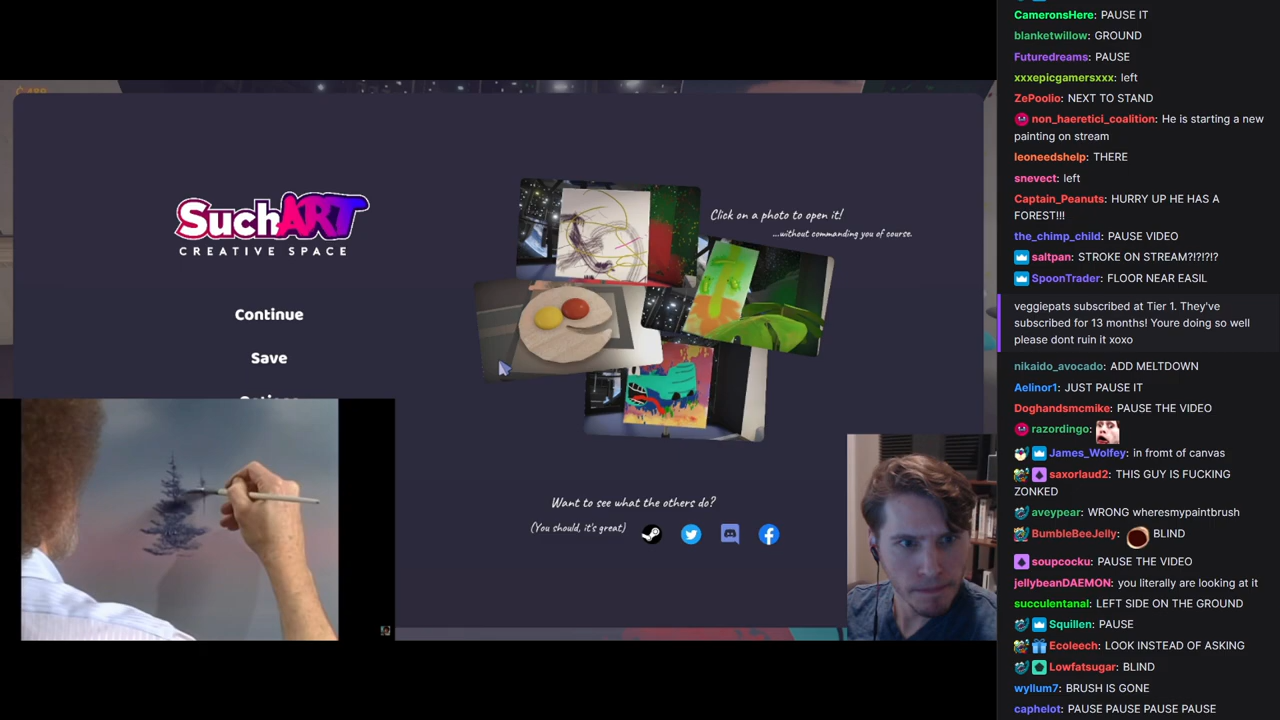 489
SuchART
CREATIVE SPACE
Continue
Save
Options
Click on a photo to open it!
...without commanding you of course.
Want to see what the others do?
(You should, it's great)
CameronsHere: PAUSE IT
blanketwillow: GROUND
Futuredreams: PAUSE
xxxepicgamersxxx: left
ZePoolio: NEXT TO STAND
non_haeretici_coalition: He is starting a new
painting on stream
leoneedshelp: THERE
snevect: left
Captain_Peanuts: HURRY UP HE HAS A
FOREST!!!
the_chimp_child: PAUSE VIDEO
saltpan: STROKE ON STREAM?!?!?!?
SpoonTrader: FLOOR NEAR EASIL
veggiepats subscribed at Tier 1. They've
subscribed for 13 months! Youre doing so well
please dont ruin it xoxo
nikaido_avocado: ADD MELTDOWN
Aelinor1: JUST PAUSE IT
Doghandsmcmike: PAUSE THE VIDEO
razordingo:
James_Wolfey: in fromt of canvas
saxorlaud2: THIS GUY IS FUCKING
ZONKED
aveypear: WRONG wheresmypaintbrush
BumbleBeeJelly: BLIND
soupcocku: PAUSE THE VIDEO
jellybeanDAEMON: you literally are looking at it
succulentanal: LEFT SIDE ON THE GROUND
Squillen: PAUSE
Ecoleech: LOOK INSTEAD OF ASKING
Lowfatsugar: BLIND
wyllum7: BRUSH IS GONE
caphelot: PAUSE PAUSE PAUSE PAUSE